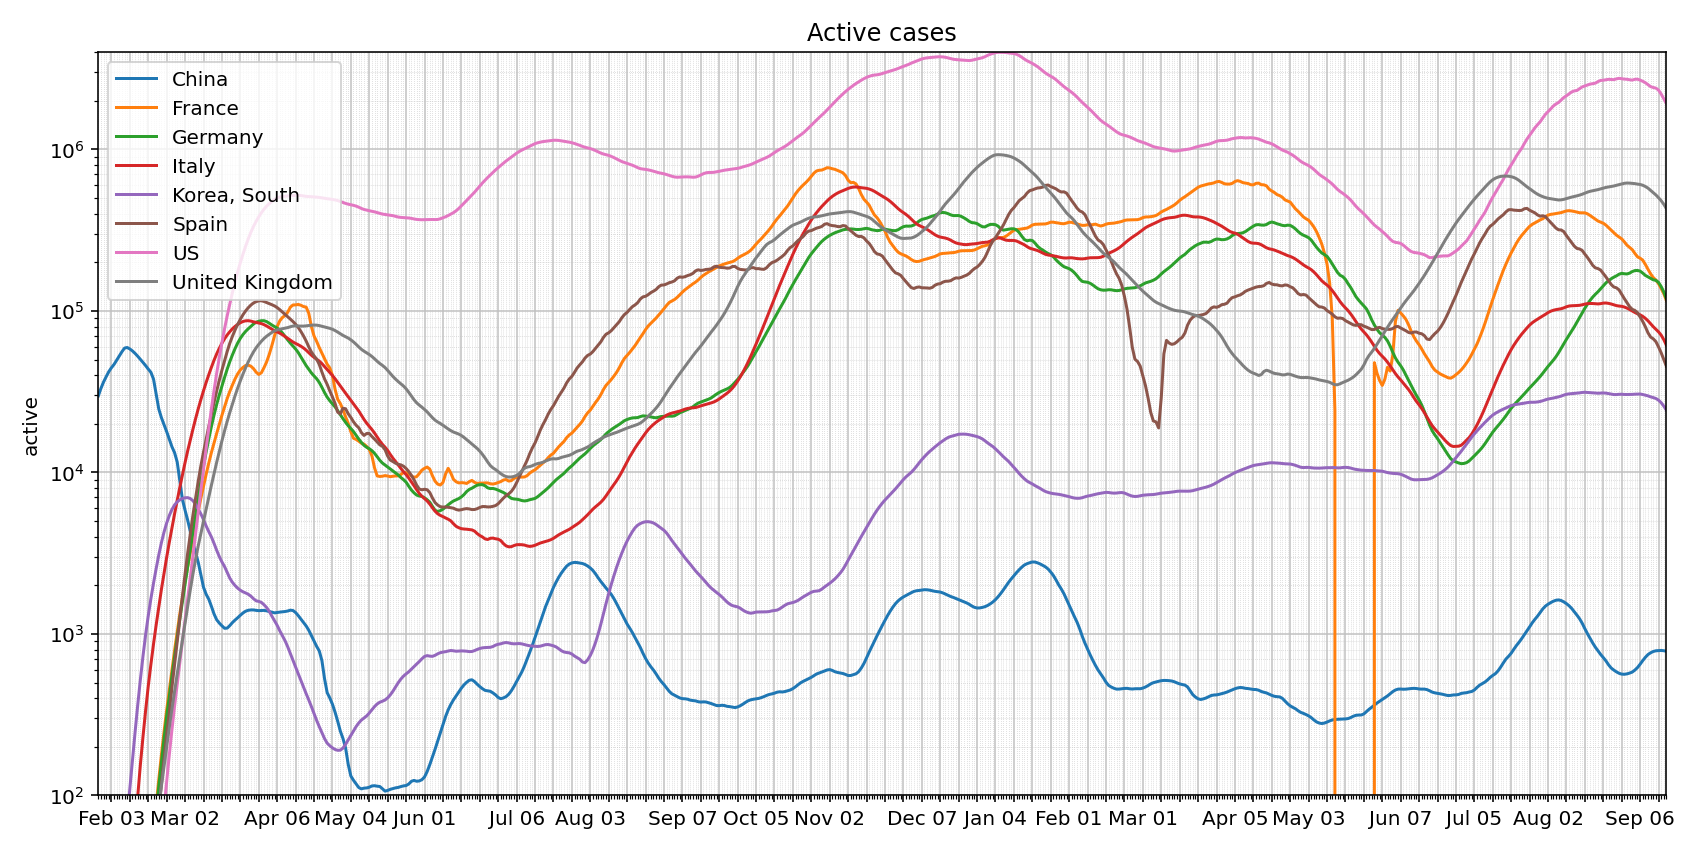 Active cases
China
France
Germany
Italy
Korea, South
Spain
US
United Kingdom
active
10^6
10^5
10^4
10^3
10^2
Feb 03 Mar 02 Apr 06 May 04 Jun 01 Jul 06 Aug 03 Sep 07 Oct 05 Nov 02 Dec 07 Jan 04 Feb 01 Mar 01 Apr 05 May 03 Jun 07 Jul 05 Aug 02 Sep 06